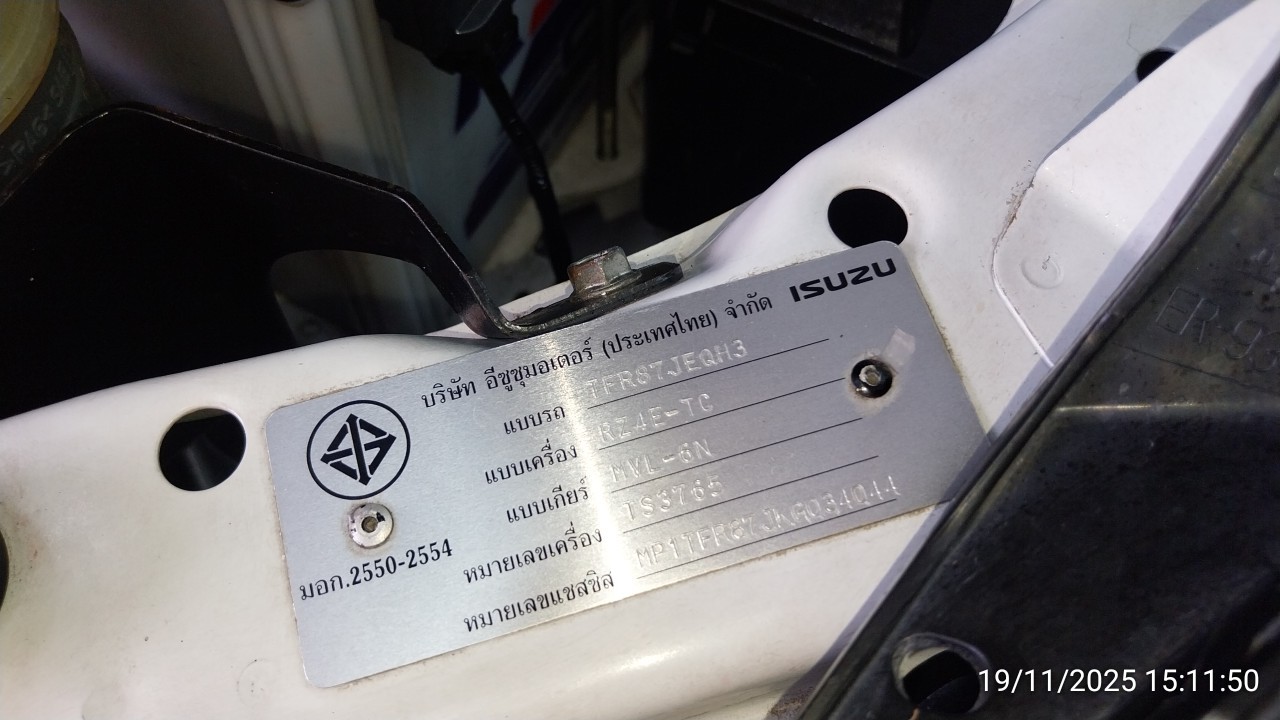 บริษัท อีซูซุมอเตอร์ (ประเทศไทย) จำกัด ISUZU
แบบรถ TFR87JEQH3
แบบเครื่อง RZ4E-TC
แบบเกียร์ MVL-6N
หมายเลขเครื่อง TS3765
หมายเลขแชสซิส MP1TFR87JKG034044
มอก.2550-2554
19/11/2025 15:11:50